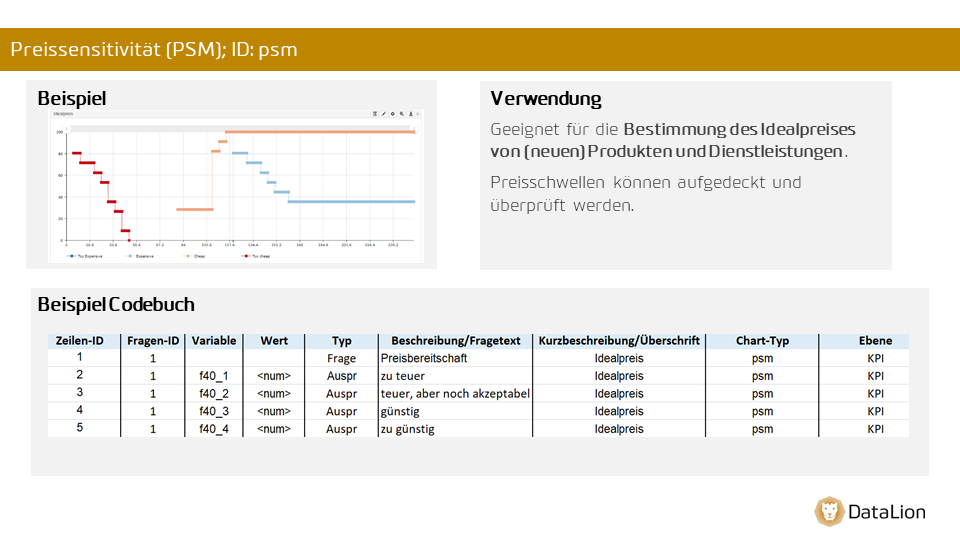 Preissensitivität (PSM); ID: psm
Beispiel
Idealpreis
100
80
60
40
20
0
0
16.8
33.6
50.4
67.2
84
100.8
117.6
134.4
151.2
168
184.8
201.6
218.4
235.2
Too Expensive
Expensive
Cheap
Too cheap
Verwendung
Geeignet für die Bestimmung des Idealpreises
von (neuen) Produkten und Dienstleistungen.
Preisschwellen können aufgedeckt und
überprüft werden.
Beispiel Codebuch
Zeilen-ID Fragen-ID Variable Wert Typ Beschreibung/Fragetext Kurzbeschreibung/Überschrift Chart-Typ Ebene
1 1 Frage Preisbereitschaft Idealpreis psm KPI
2 1 f40_1 <num> Auspr zu teuer Idealpreis psm KPI
3 1 f40_2 <num> Auspr teuer, aber noch akzeptabel Idealpreis psm KPI
4 1 f40_3 <num> Auspr günstig Idealpreis psm KPI
5 1 f40_4 <num> Auspr zu günstig Idealpreis psm KPI
DataLion